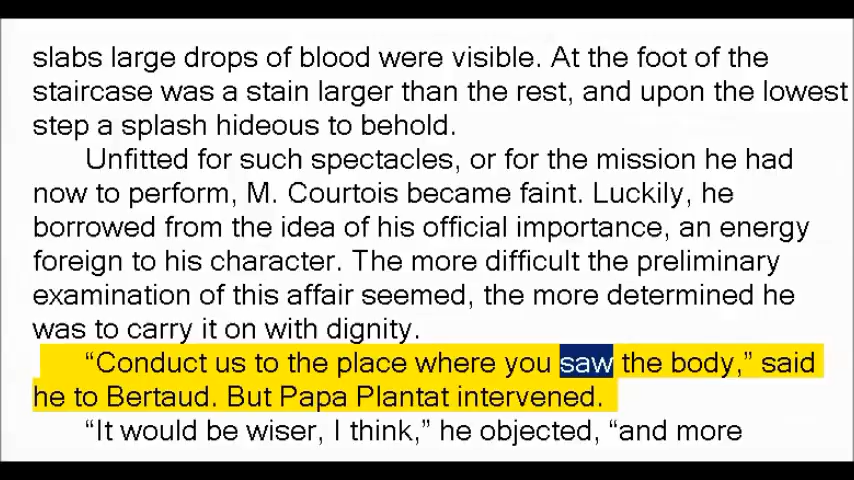 slabs large drops of blood were visible. At the foot of the
staircase was a stain larger than the rest, and upon the lowest
step a splash hideous to behold.
Unfitted for such spectacles, or for the mission he had
now to perform, M. Courtois became faint. Luckily, he
borrowed from the idea of his official importance, an energy
foreign to his character. The more difficult the preliminary
examination of this affair seemed, the more determined he
was to carry it on with dignity.
“Conduct us to the place where you saw the body,” said
he to Bertaud. But Papa Plantat intervened.
“It would be wiser, I think,” he objected, “and more